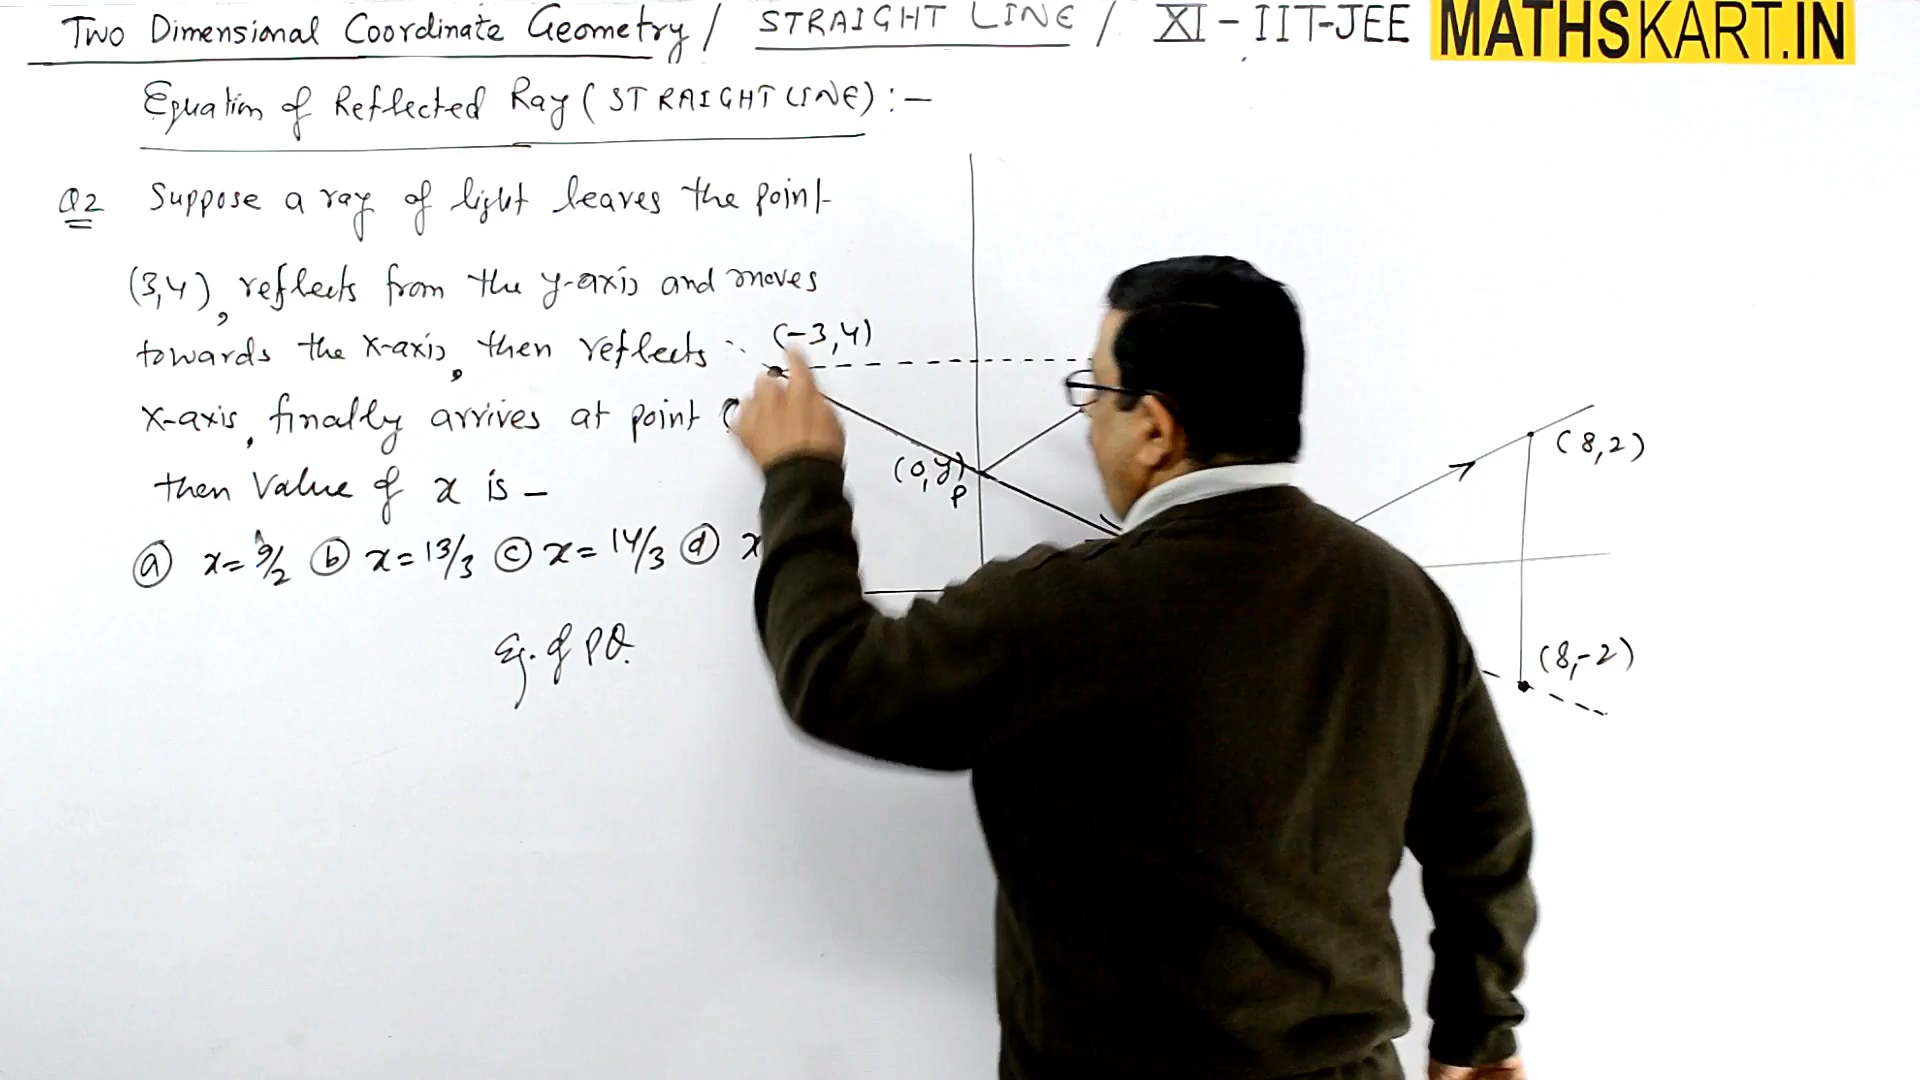 Two Dimensional Coordinate Geometry / STRAIGHT LINE / XI - IIT-JEE
MATHSKART.IN
Equation of Reflected Ray (STRAIGHT LINE) :-
Q2 Suppose a ray of light leaves the point
(3,4), reflects from the y-axis and moves
towards the x-axis, then reflects
x-axis, finally arrives at point (
then Value of x is -
(a) x= 9/2 (b) x= 13/3 (c) x= 14/3 (d) x
Eq. of PQ.
(-3,4)
(0,y)
P
(8,2)
(8,-2)